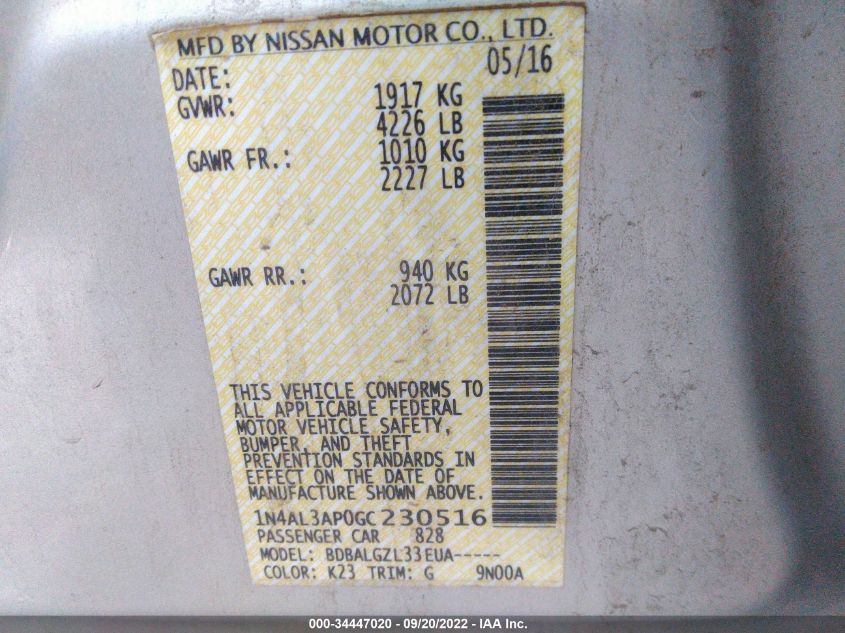 MFD BY NISSAN MOTOR CO., LTD.
DATE: 05/16
GVWR: 1917 KG
4226 LB
GAWR FR.: 1010 KG
2227 LB
GAWR RR.: 940 KG
2072 LB
THIS VEHICLE CONFORMS TO
ALL APPLICABLE FEDERAL
MOTOR VEHICLE SAFETY,
BUMPER, AND THEFT
PREVENTION STANDARDS IN
EFFECT ON THE DATE OF
MANUFACTURE SHOWN ABOVE.
1N4AL3AP0GC230516
PASSENGER CAR 828
MODEL: BDBALGZL33EUA-----
COLOR: K23 TRIM: G 9N00A
000-34447020 - 09/20/2022 - IAA Inc.